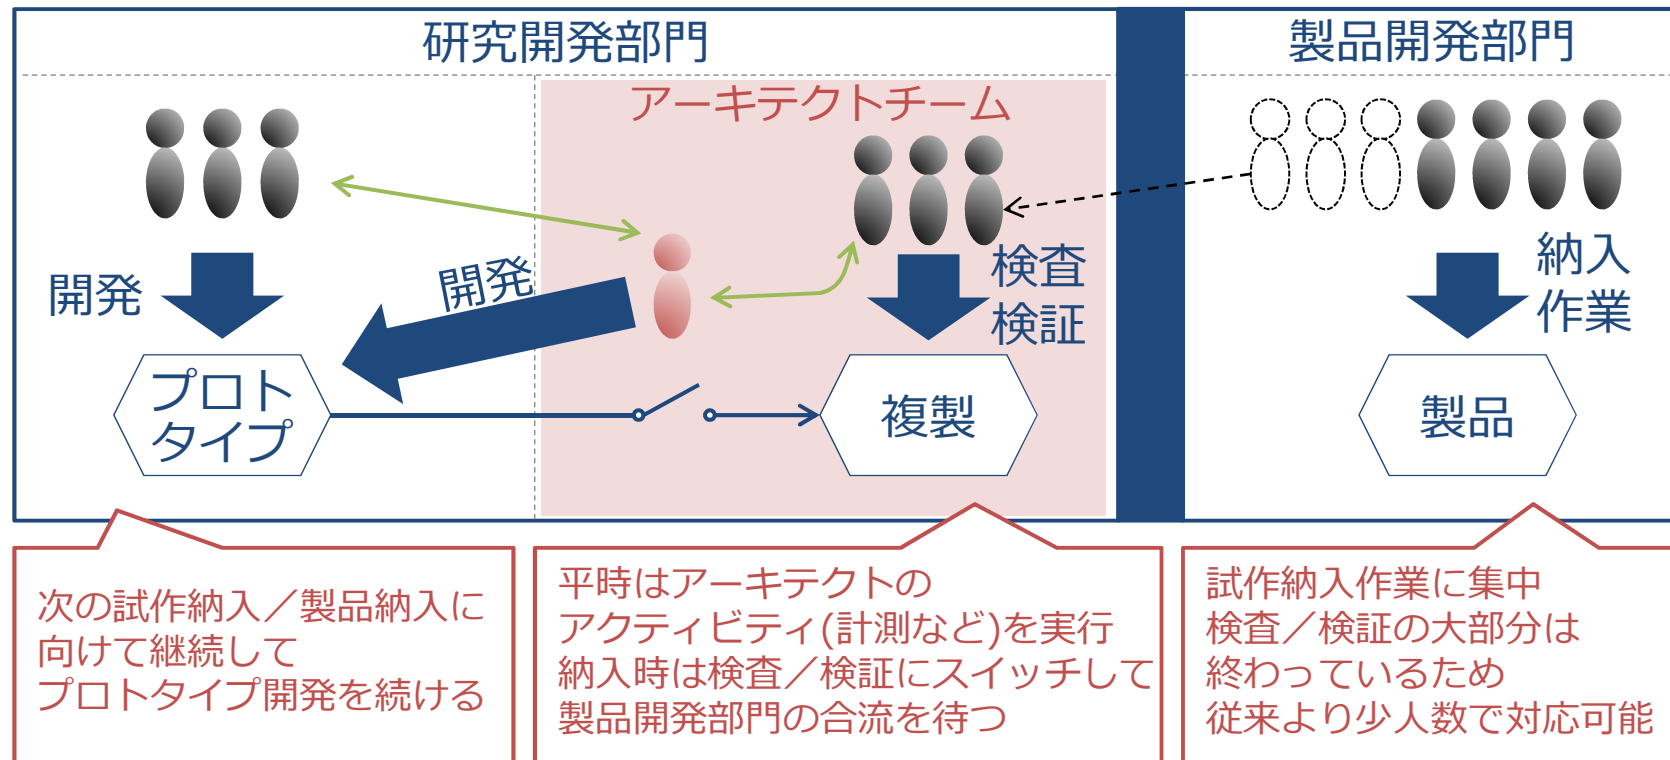 研究開発部門
製品開発部門
アーキテクトチーム
開発
開発
検査
検証
納入
作業
プロト
タイプ
複製
製品
次の試作納入／製品納入に
向けて継続して
プロトタイプ開発を続ける
平時はアーキテクトの
アクティビティ(計測など)を実行
納入時は検査／検証にスイッチして
製品開発部門の合流を待つ
試作納入作業に集中
検査／検証の大部分は
終わっているため
従来より少人数で対応可能